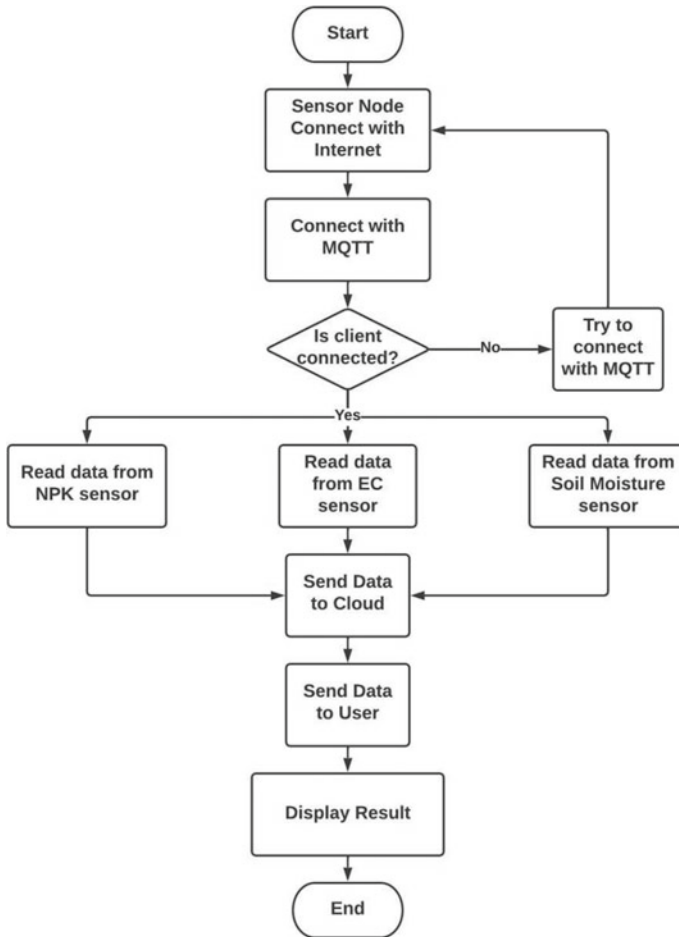 Start
Sensor Node
Connect with
Internet
Connect with
MQTT
Is client
connected?
No
Try to
connect
with MQTT
Yes
Read data from
NPK sensor
Read data
from EC
sensor
Read data from
Soil Moisture
sensor
Send Data
to Cloud
Send Data
to User
Display Result
End